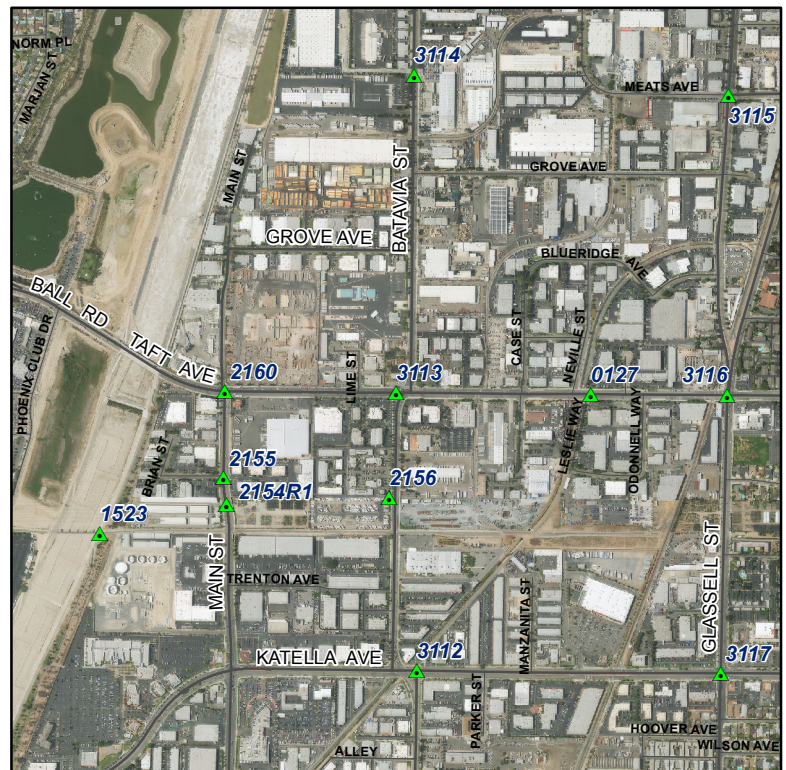 NORM PL
MARJAN ST
3114
MEATS AVE
3115
MAIN ST
BATAVIA ST
GROVE AVE
GROVE AVE
BLUERIDGE AVE
BALL RD
TAFT AVE
PHOENIX CLUB DR
CASE ST
NEVILLE ST
LIME ST
2160
3113
0127
3116
LESLIE WAY
ODONNELL WAY
BRIAN ST
2155
2154R1
2156
1523
MAIN ST
TRENTON AVE
MANZANITA ST
GLASSELL ST
KATELLA AVE
3112
3117
PARKER ST
HOOVER AVE
WILSON AVE
ALLEY